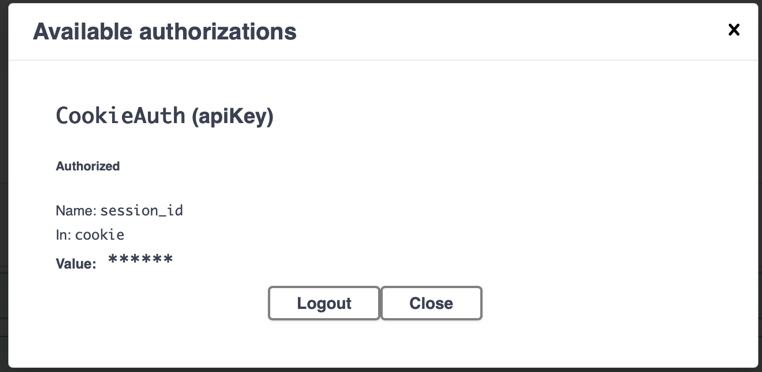 Available authorizations
CookieAuth (apiKey)
Authorized
Name: session_id
In: cookie
Value: ******
Logout Close